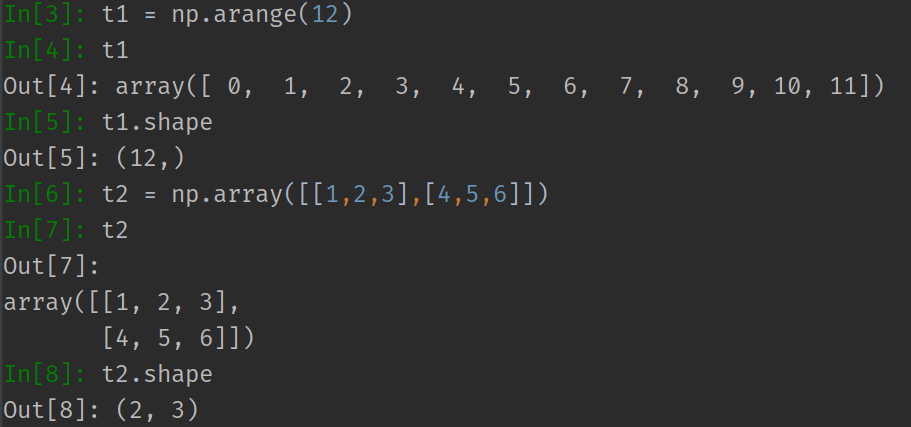 In[3]: t1 = np.arange(12)
In[4]: t1
Out[4]: array([ 0,  1,  2,  3,  4,  5,  6,  7,  8,  9, 10, 11])
In[5]: t1.shape
Out[5]: (12,)
In[6]: t2 = np.array([[1,2,3],[4,5,6]])
In[7]: t2
Out[7]:
array([[1, 2, 3],
       [4, 5, 6]])
In[8]: t2.shape
Out[8]: (2, 3)